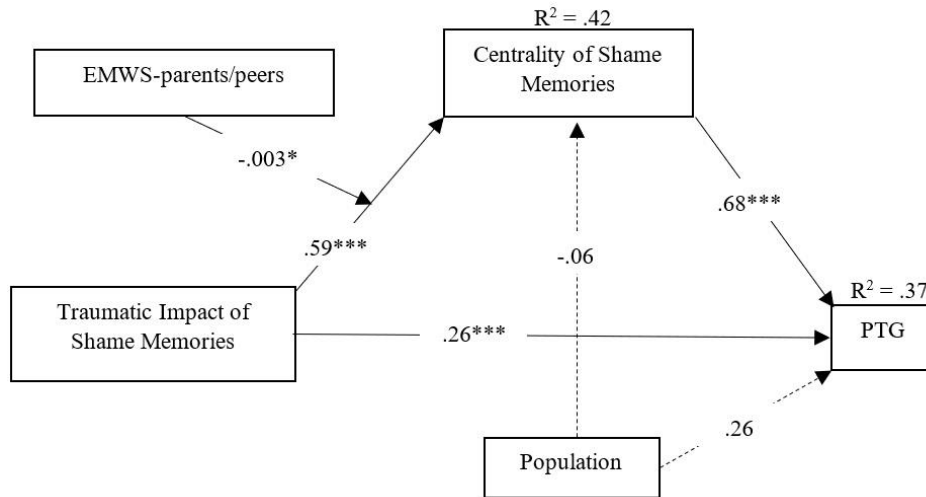 R² = .42
Centrality of Shame
Memories
EMWS-parents/peers
-.003*
.68***
.59***
-.06
R² = .37
Traumatic Impact of
Shame Memories
.26***
PTG
.26
Population